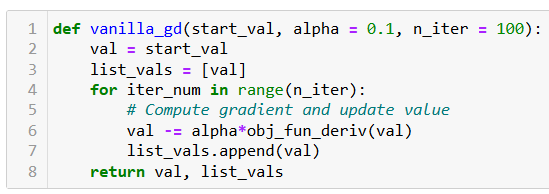 1 def vanilla_gd(start_val, alpha = 0.1, n_iter = 100):
2     val = start_val
3     list_vals = [val]
4     for iter_num in range(n_iter):
5         # Compute gradient and update value
6         val -= alpha*obj_fun_deriv(val)
7         list_vals.append(val)
8     return val, list_vals